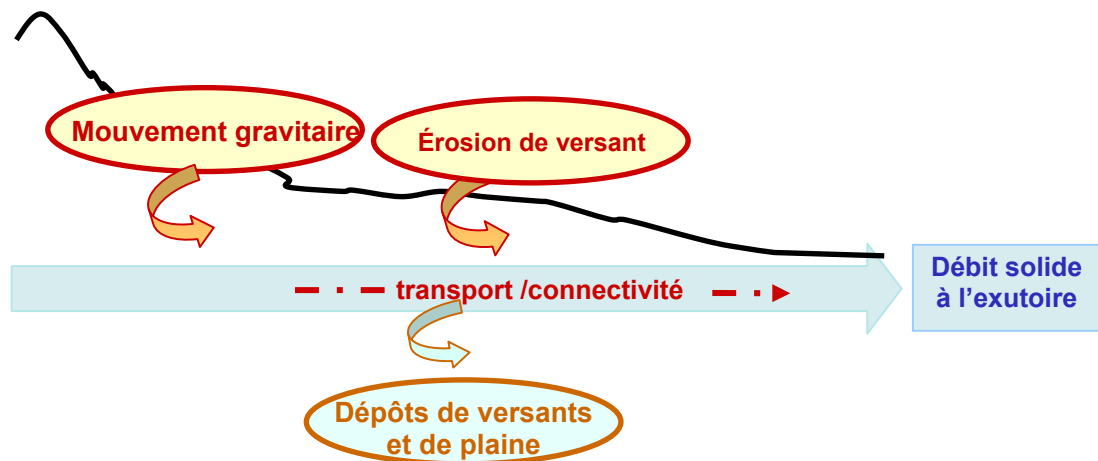 Mouvement gravitaire
Érosion de versant
transport /connectivité
Débit solide
à l'exutoire
Dépôts de versants
et de plaine